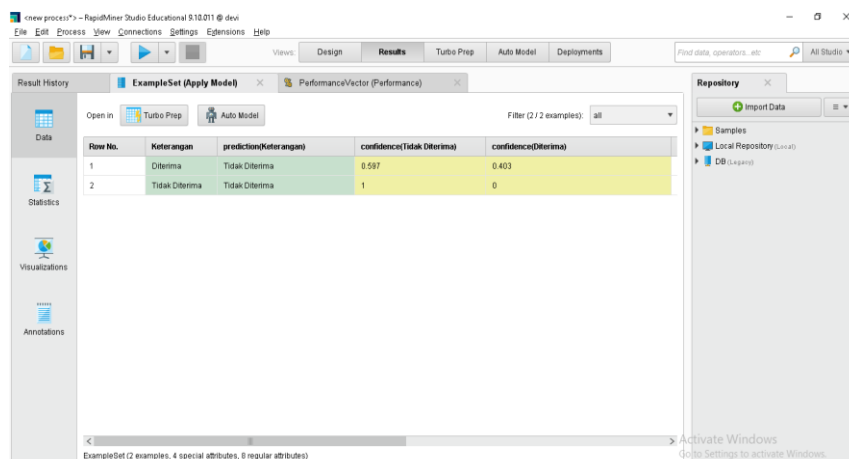 <new process*> – RapidMiner Studio Educational 9.10.011 @ devi
File Edit Process View Connections Settings Extensions Help
Views: Design Results Turbo Prep Auto Model Deployments Find data, operators...etc All Studio
Result History ExampleSet (Apply Model) PerformanceVector (Performance) Repository
Open in Turbo Prep Auto Model Filter (2 / 2 examples): all Import Data
Data
Statistics
Visualizations
Annotations
Row No. Keterangan prediction(Keterangan) confidence(Tidak Diterima) confidence(Diterima)
1 Diterima Tidak Diterima 0.597 0.403
2 Tidak Diterima Tidak Diterima 1 0
Samples
Local Repository (Local)
DB (Legacy)
ExampleSet (2 examples, 4 special attributes, 8 regular attributes)
Activate Windows
Go to Settings to activate Windows.